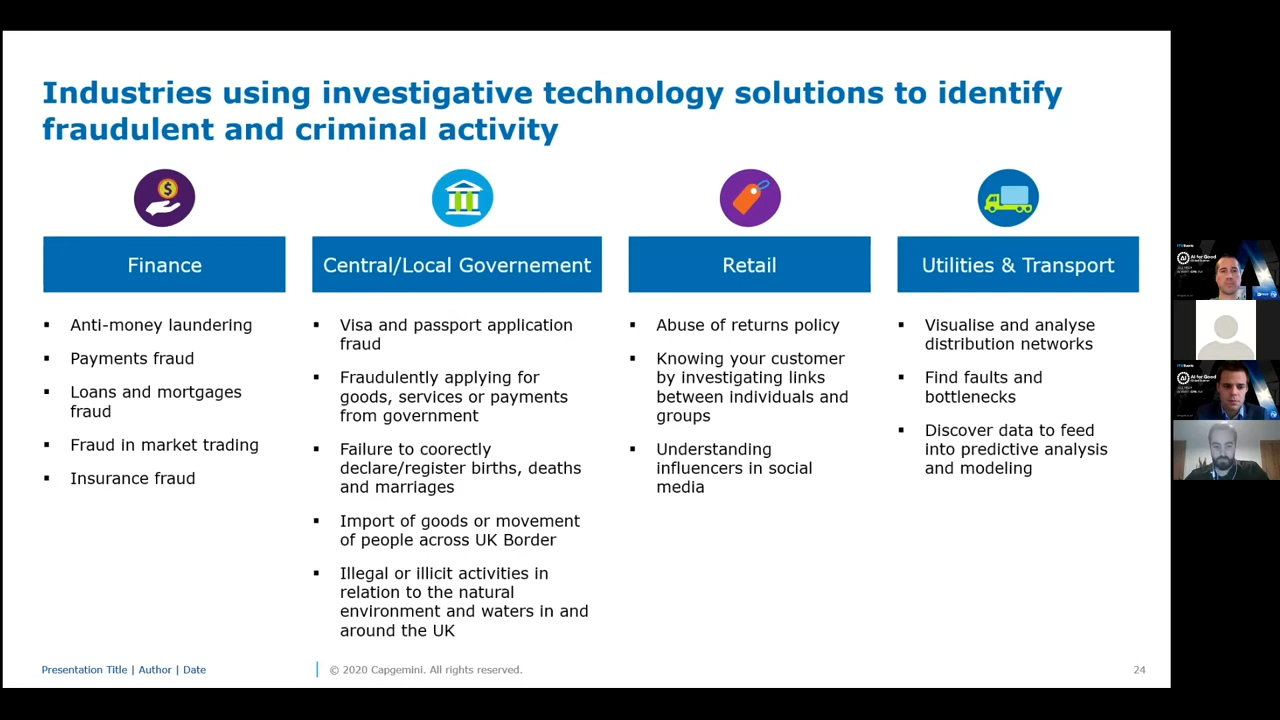 Industries using investigative technology solutions to identify
fraudulent and criminal activity
Finance
▪ Anti-money laundering
▪ Payments fraud
▪ Loans and mortgages
fraud
▪ Fraud in market trading
▪ Insurance fraud
Central/Local Governement
▪ Visa and passport application
fraud
▪ Fraudulently applying for
goods, services or payments
from government
▪ Failure to coorectly
declare/register births, deaths
and marriages
▪ Import of goods or movement
of people across UK Border
▪ Illegal or illicit activities in
relation to the natural
environment and waters in and
around the UK
Retail
▪ Abuse of returns policy
▪ Knowing your customer
by investigating links
between individuals and
groups
▪ Understanding
influencers in social
media
Utilities & Transport
▪ Visualise and analyse
distribution networks
▪ Find faults and
bottlenecks
▪ Discover data to feed
into predictive analysis
and modeling
Presentation Title | Author | Date
© 2020 Capgemini. All rights reserved.
24
AI for Good
AI for Good